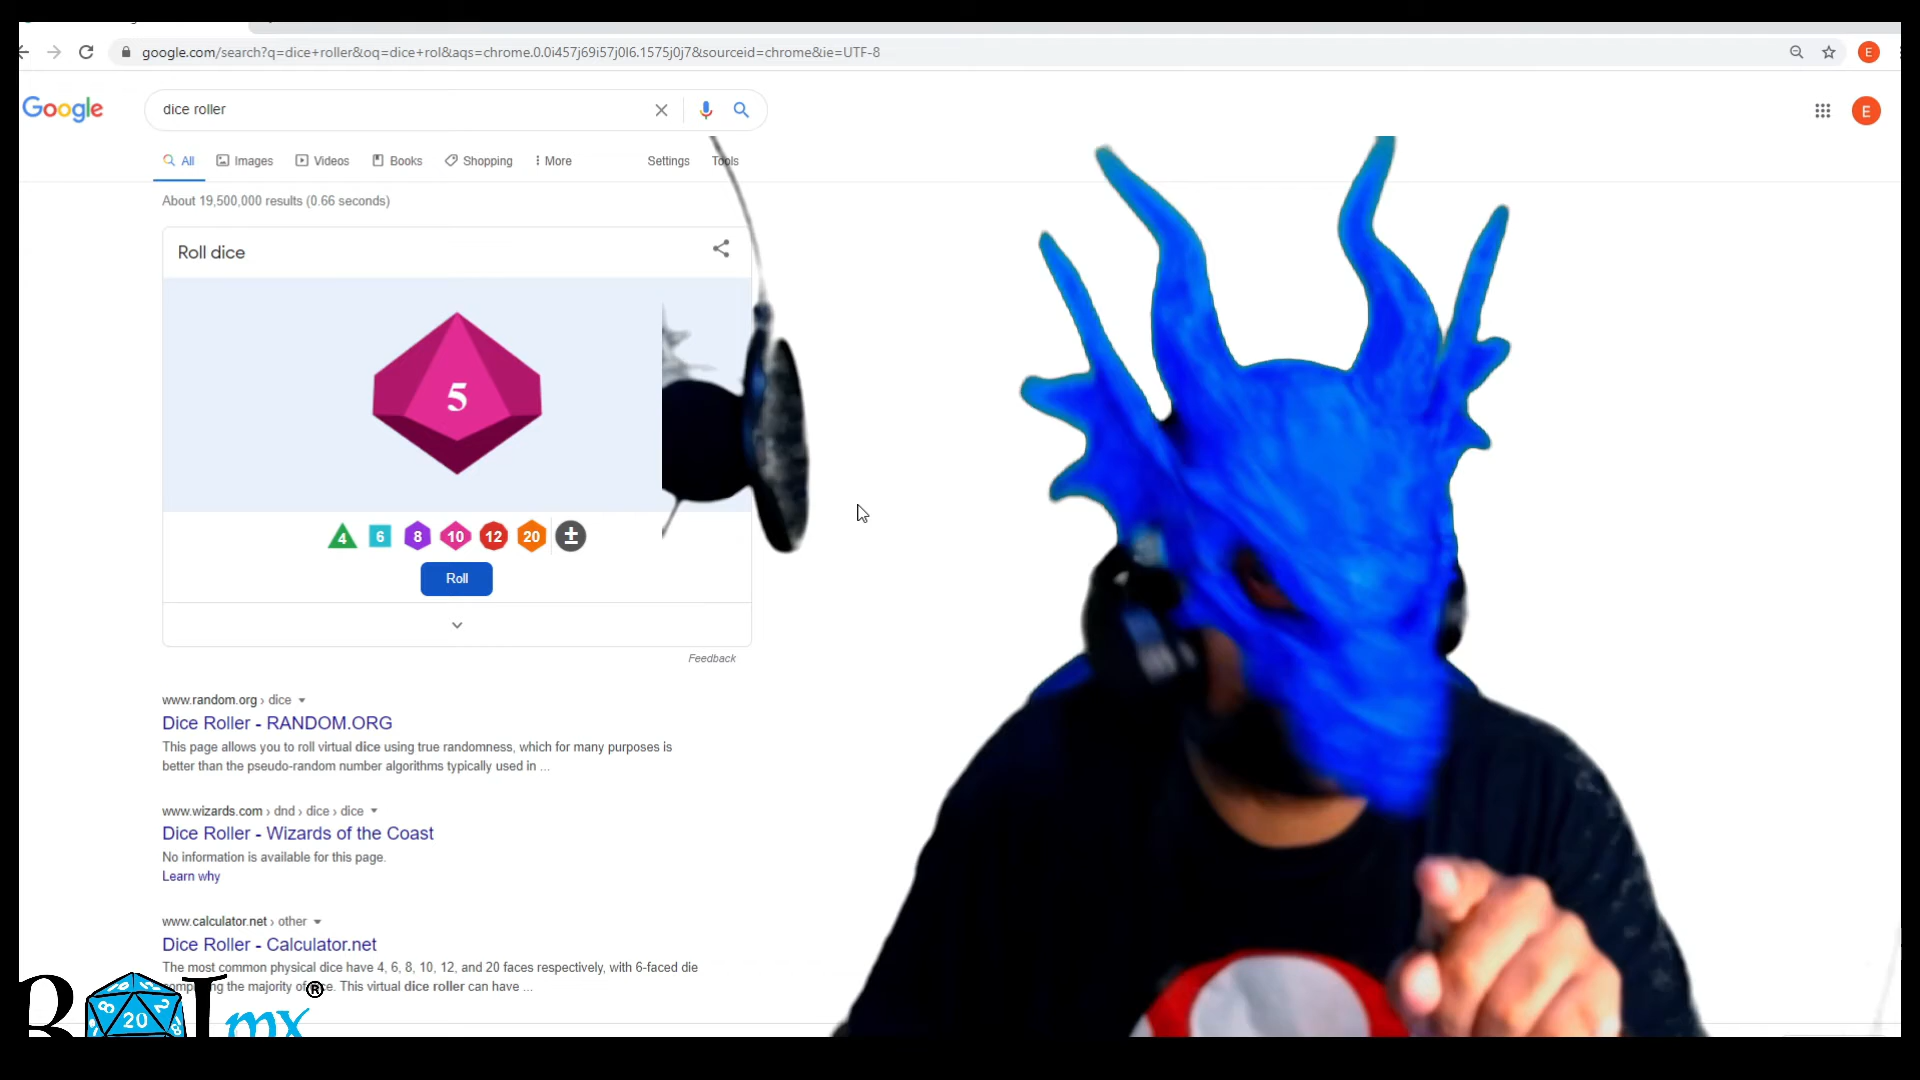 google.com/search?q=dice+roller&oq=dice+rol&aqs=chrome.0.0i457j69i57j0l6.1575j0j7&sourceid=chrome&ie=UTF-8
E
Google
dice roller
E
All Images Videos Books Shopping More Settings Tools
About 19,500,000 results (0.66 seconds)
Roll dice
5
4 6 8 10 12 20 ±
Roll
Feedback
www.random.org › dice
Dice Roller - RANDOM.ORG
This page allows you to roll virtual dice using true randomness, which for many purposes is
better than the pseudo-random number algorithms typically used in ...
www.wizards.com › dnd › dice › dice
Dice Roller - Wizards of the Coast
No information is available for this page.
Learn why
www.calculator.net › other
Dice Roller - Calculator.net
The most common physical dice have 4, 6, 8, 10, 12, and 20 faces respectively, with 6-faced die
the majority of This virtual dice roller can have ...
20
8
2
mx ®